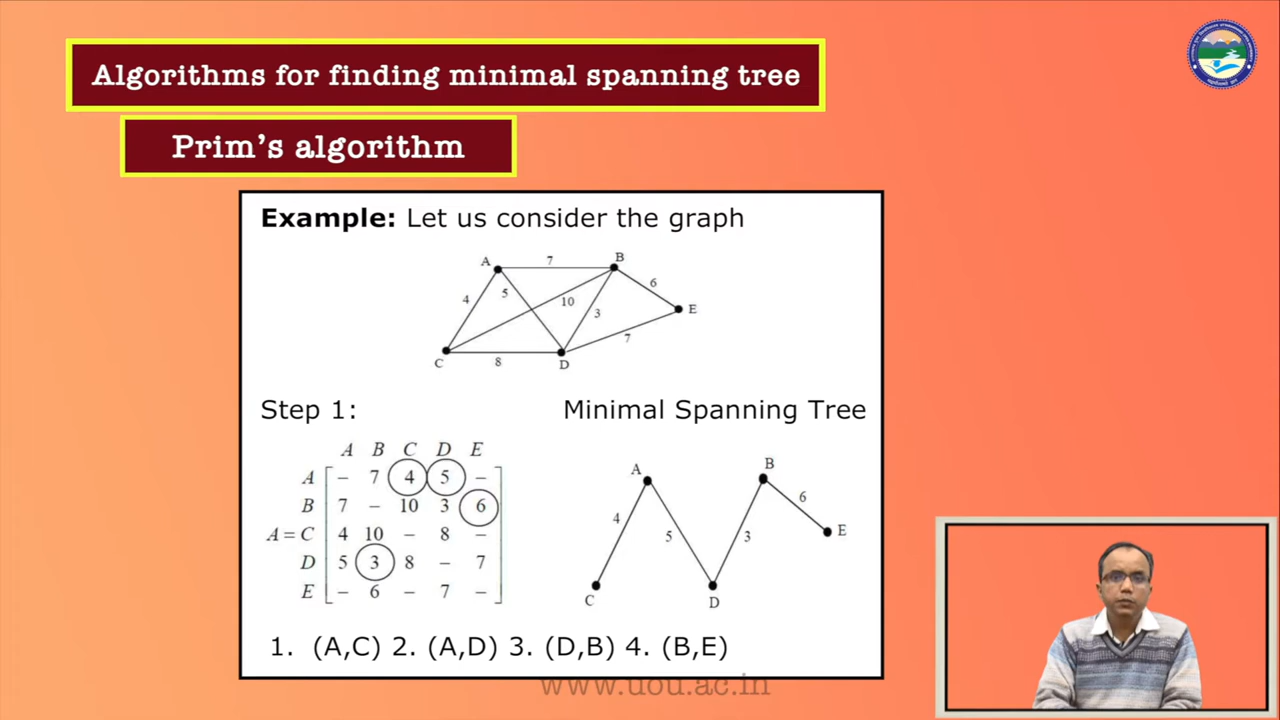 Algorithms for finding minimal spanning tree
Prim's algorithm
Example: Let us consider the graph
A 7 B
4 5 10 3 6 E
7
C 8 D
Step 1: Minimal Spanning Tree
A B C D E
A – 7 4 5 –
B 7 – 10 3 6
A = C 4 10 – 8 –
D 5 3 8 – 7
E – 6 – 7 –
A B
4 5 3 6 E
C D
1. (A,C) 2. (A,D) 3. (D,B) 4. (B,E)
www.uou.ac.in